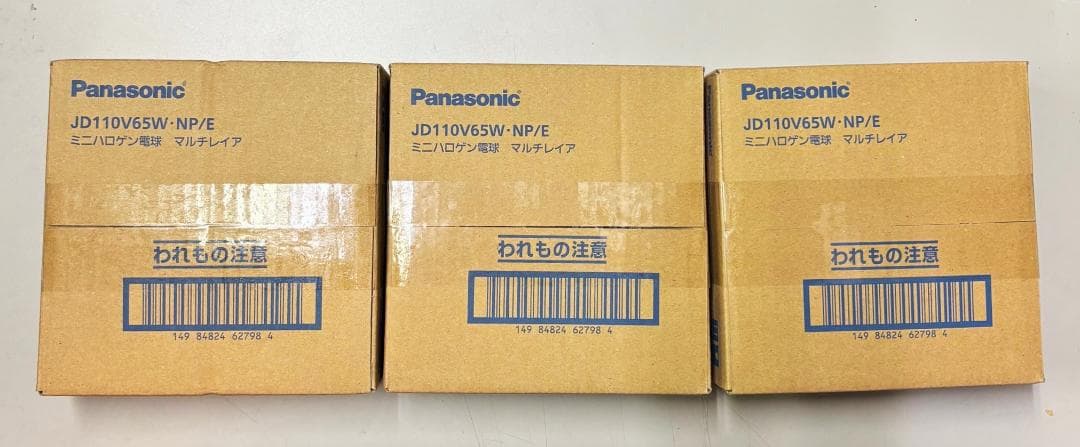 Panasonic
JD110V65W・NP/E
ミニハロゲン電球 マルチレイア
われもの注意
149 84824 62798 4
Panasonic
JD110V65W・NP/E
ミニハロゲン電球 マルチレイア
われもの注意
149 84824 62798 4
Panasonic
JD110V65W・NP/E
ミニハロゲン電球 マルチレイア
われもの注意
149 84824 62798 4